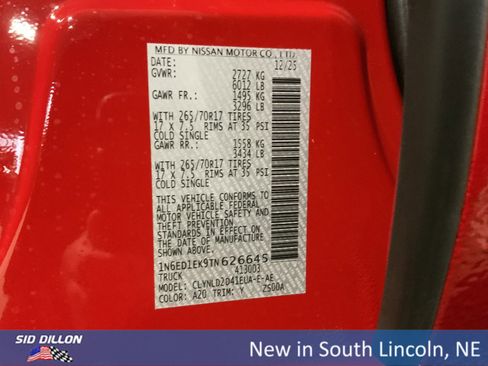 MFD BY NISSAN MOTOR CO., LTD.
DATE: 12/25
GVWR: 2727 KG
6012 LB
GAWR FR.: 1495 KG
3296 LB
WITH 265/70R17 TIRES
17 X 7.5 RIMS AT 35 PSI
COLD SINGLE
GAWR RR.: 1558 KG
3434 LB
WITH 265/70R17 TIRES
17 X 7.5 RIMS AT 35 PSI
COLD SINGLE
THIS VEHICLE CONFORMS TO
ALL APPLICABLE FEDERAL
MOTOR VEHICLE SAFETY AND
THEFT PREVENTION
STANDARDS IN EFFECT ON
THE DATE OF MANUFACTURE
SHOWN ABOVE.
1N6ED1EK9TN626645
TRUCK 413003
MODEL: CLYNLD2D41EUA-E-AE
COLOR: A20 TRIM: Y ZS00A
SID DILLON
New in South Lincoln, NE